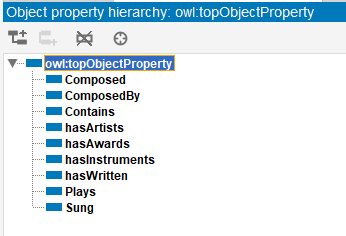 Object property hierarchy: owl:topObjectProperty
owl:topObjectProperty
Composed
ComposedBy
Contains
hasArtists
hasAwards
hasInstruments
hasWritten
Plays
Sung